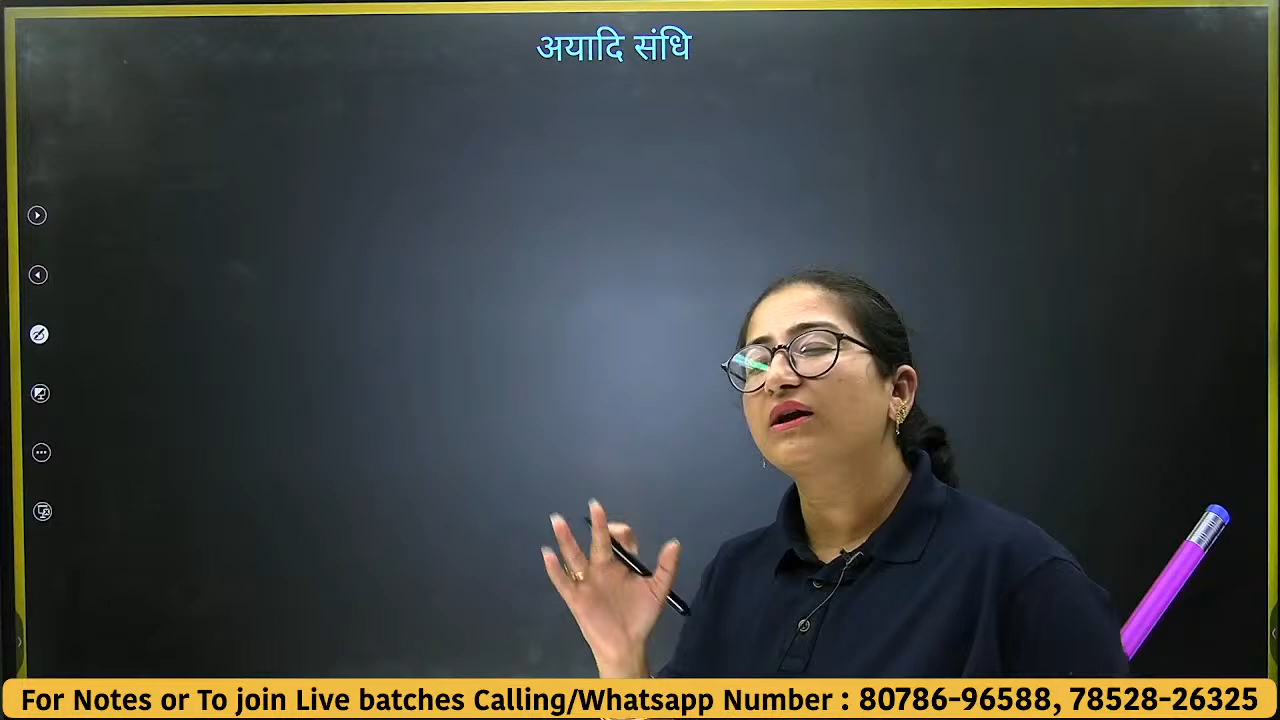 अयादि संधि
For Notes or To join Live batches Calling/Whatsapp Number : 80786-96588, 78528-26325